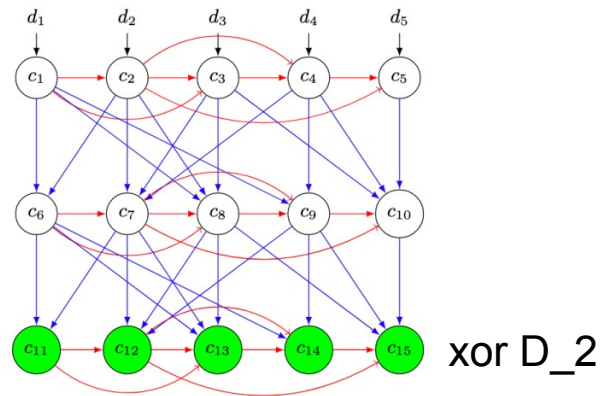 d₁ d₂ d₃ d₄ d₅
c₁ c₂ c₃ c₄ c₅
c₆ c₇ c₈ c₉ c₁₀
c₁₁ c₁₂ c₁₃ c₁₄ c₁₅ xor D_2